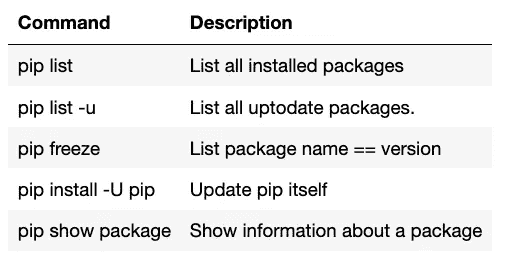 Command Description
pip list List all installed packages
pip list -u List all uptodate packages.
pip freeze List package name == version
pip install -U pip Update pip itself
pip show package Show information about a package